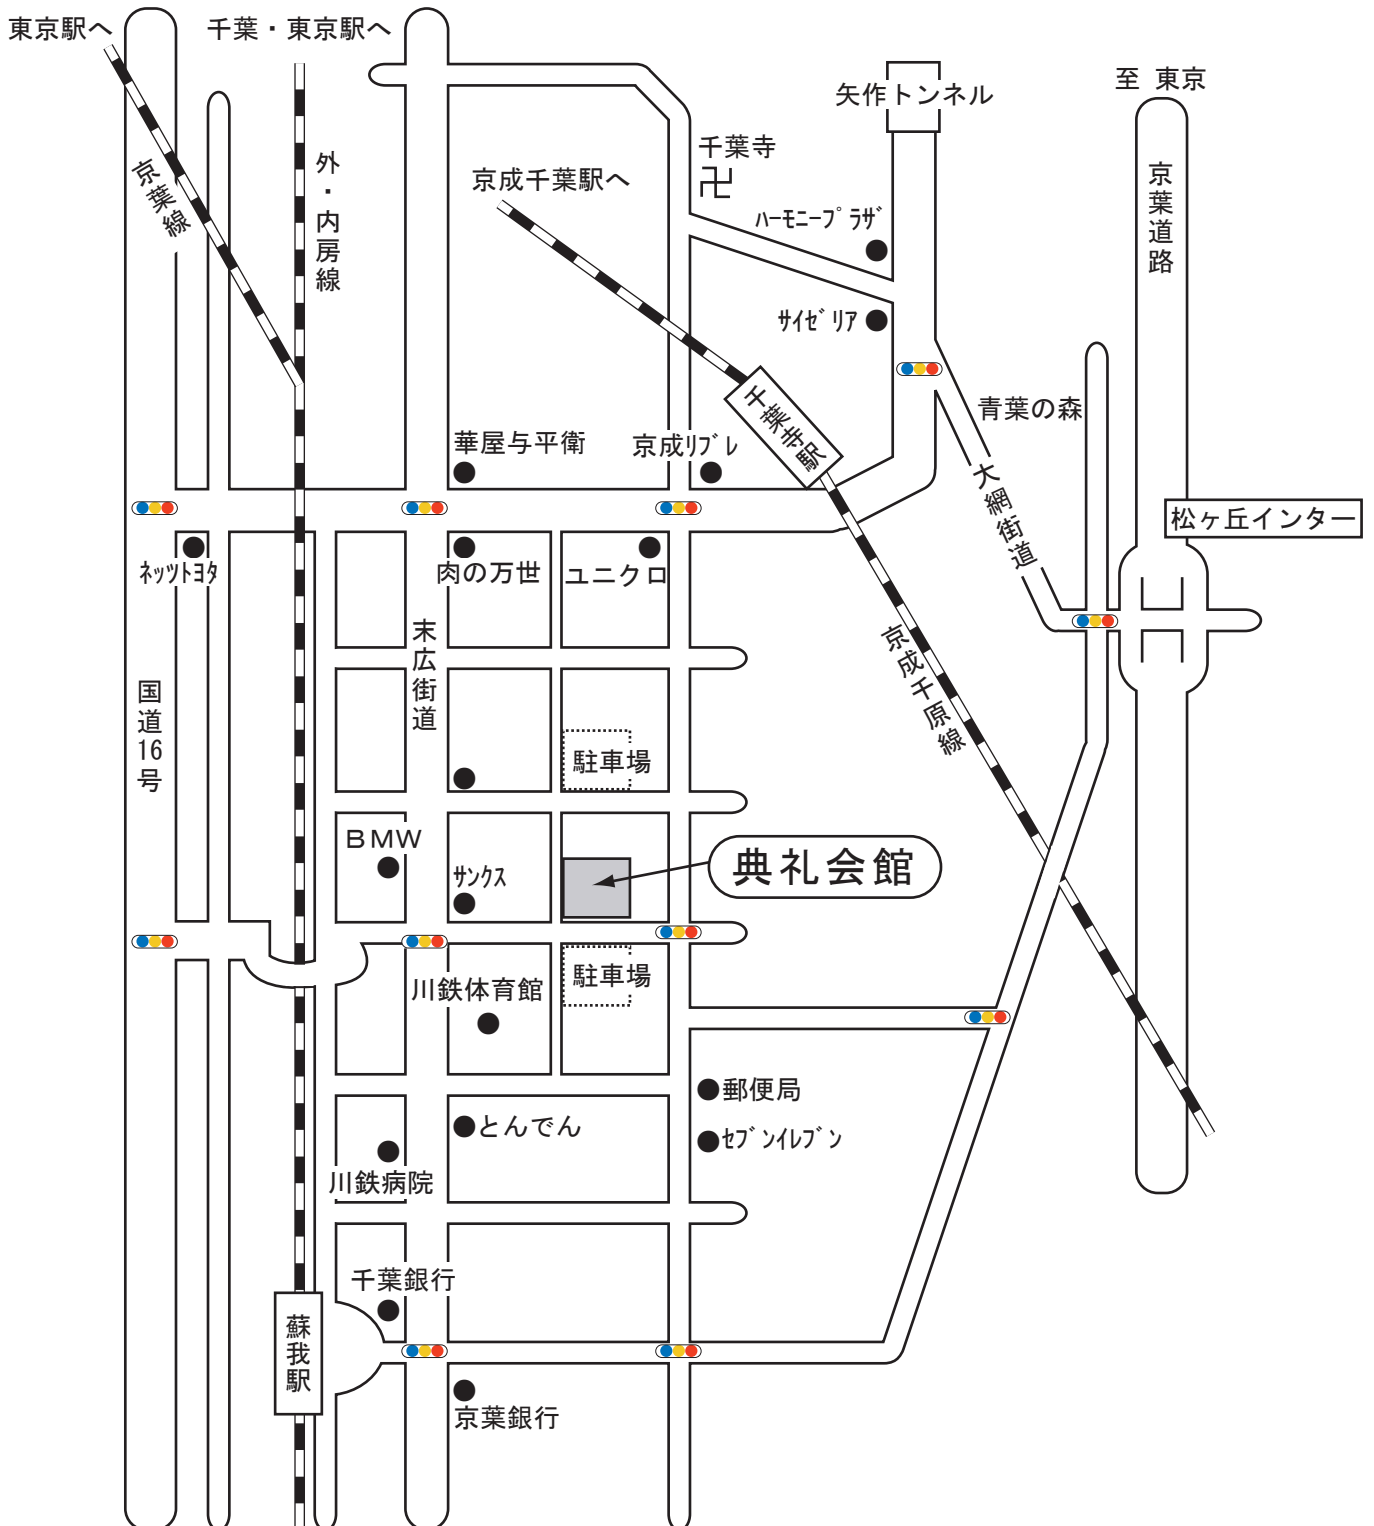 東京駅へ
千葉・東京駅へ
至 東京
矢作トンネル
千葉寺
卍
京葉線
外・内房線
京成千葉駅へ
京葉道路
ﾊｰﾓﾆｰﾌﾟﾗｻﾞ
ｻｲｾﾞﾘｱ
千葉寺駅
青葉の森
華屋与平衛
京成ﾘﾌﾞﾚ
大網街道
松ヶ丘インター
ﾈｯﾂﾄﾖﾀ
肉の万世
ユニクロ
末広街道
京成千原線
国道16号
駐車場
ＢＭＷ
ｻﾝｸｽ
典礼会館
駐車場
川鉄体育館
郵便局
とんでん
ｾﾌﾞﾝｲﾚﾌﾞﾝ
川鉄病院
千葉銀行
蘇我駅
京葉銀行